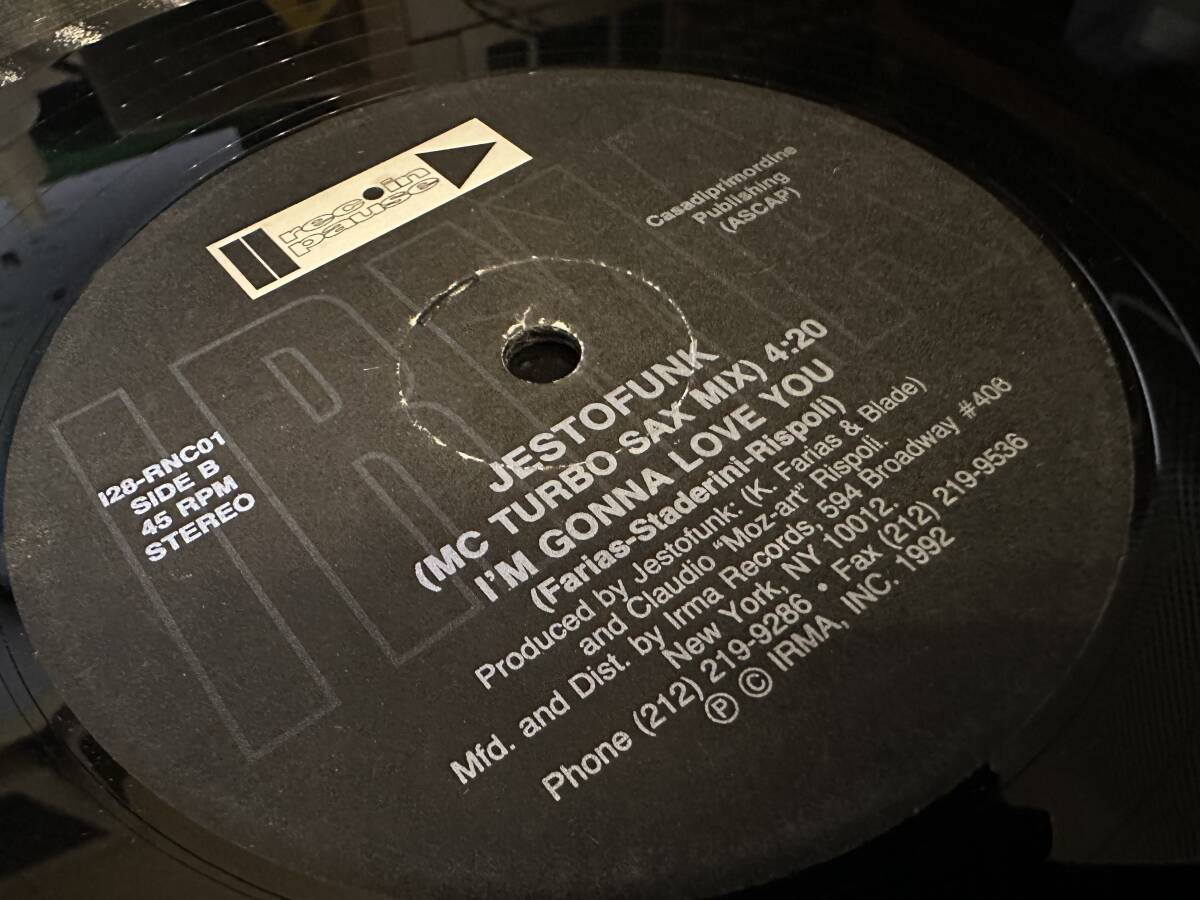 rec in
pause
Casadiprimordine
Publishing
(ASCAP)
IRMA
I28-RNC01
SIDE B
45 RPM
STEREO
JESTOFUNK
(MC TURBO SAX MIX) 4:20
I'M GONNA LOVE YOU
(Farias-Staderini-Rispoli)
Produced by Jestofunk. (K. Farias & Blade)
and Claudio "Moz-art" Rispoli.
Mfd. and Dist. by Irma Records, 594 Broadway #406
New York, NY 10012.
Phone (212) 219-9286 • Fax (212) 219-9536
Ⓟ © IRMA, INC. 1992